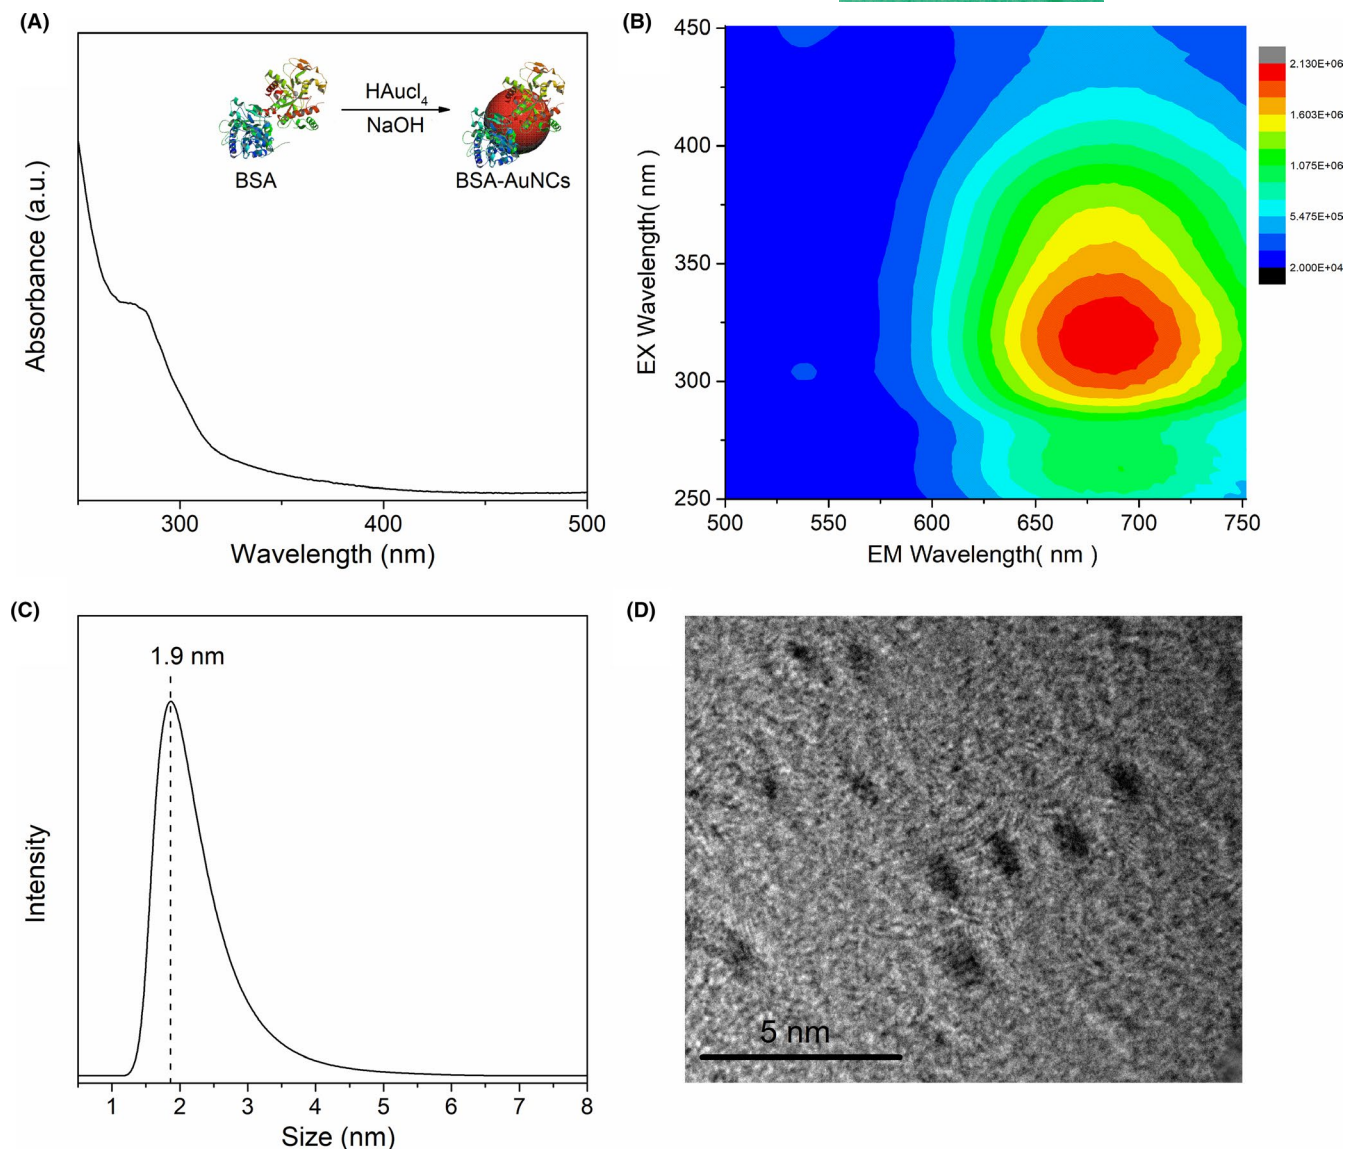 (A)
HAucl4
NaOH
BSA
BSA-AuNCs
Absorbance (a.u.)
300
400
500
Wavelength (nm)
(B)
450
400
350
300
250
EX Wavelength( nm )
500
550
600
650
700
750
EM Wavelength( nm )
2.130E+06
1.603E+06
1.075E+06
5.475E+05
2.000E+04
(C)
1.9 nm
Intensity
1
2
3
4
5
6
7
8
Size (nm)
(D)
5 nm